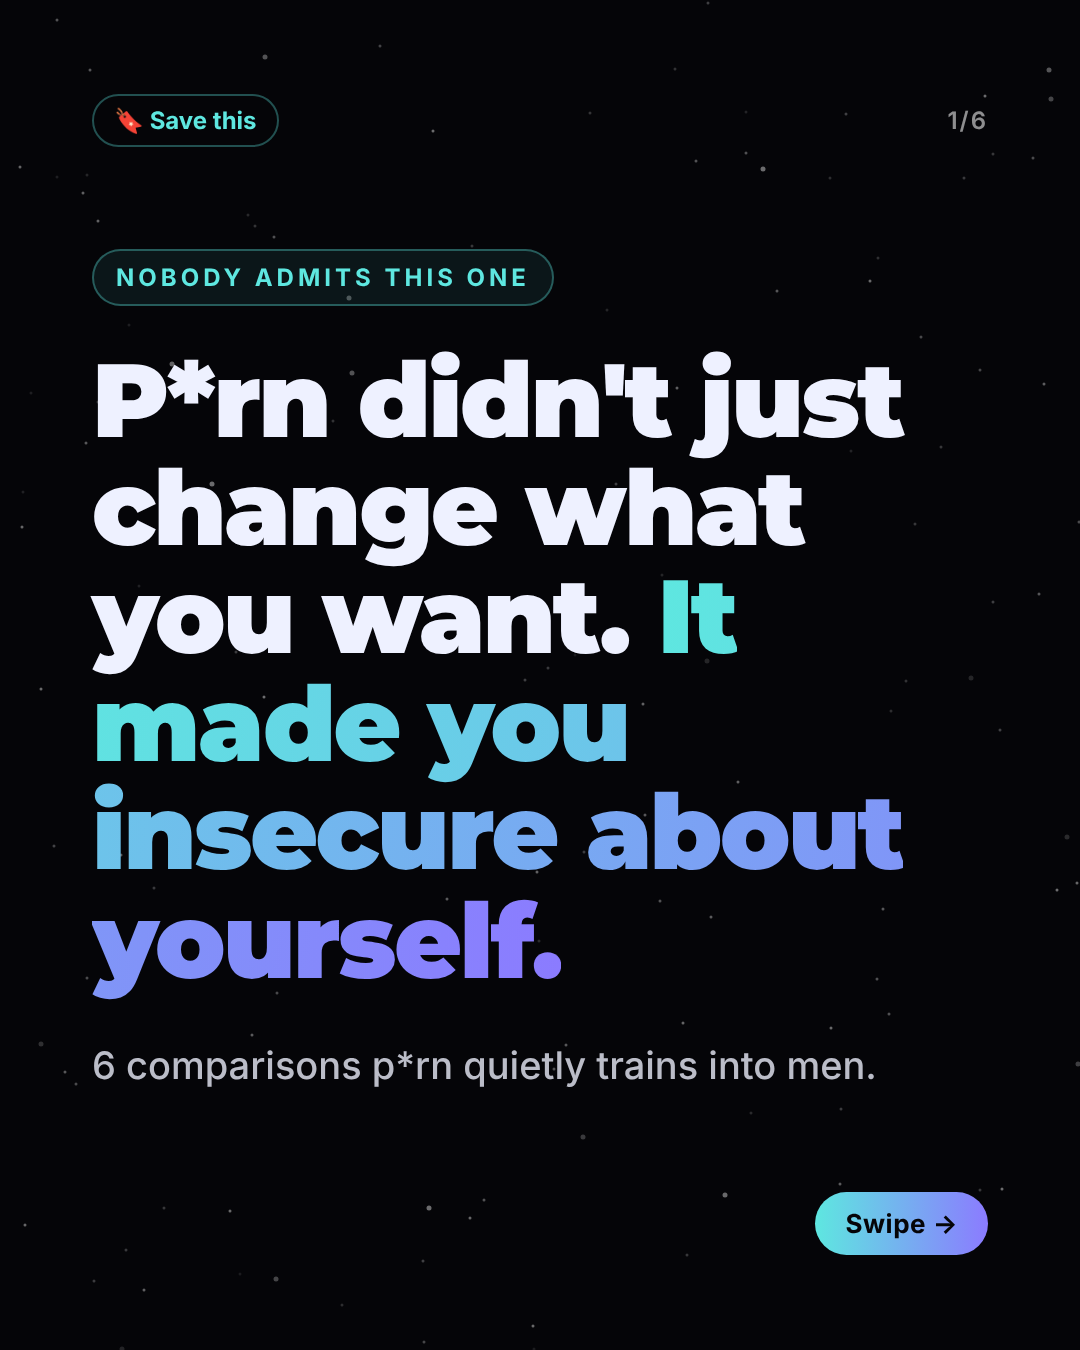 🔖 Save this
1/6
NOBODY ADMITS THIS ONE
P*rn didn't just
change what
you want. It
made you
insecure about
yourself.
6 comparisons p*rn quietly trains into men.
Swipe →